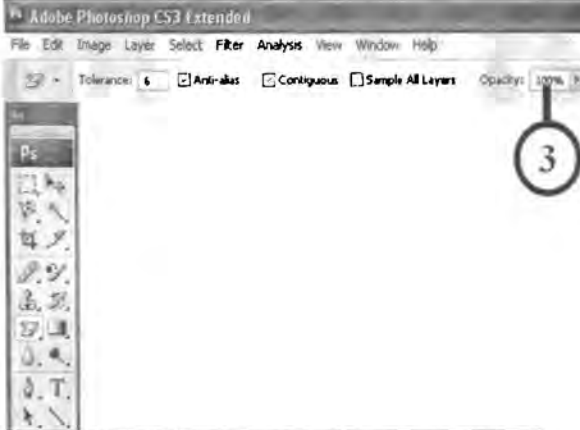 Adobe Photoshop CS3 Extended
File Edit Image Layer Select Filter Analysis View Window Help
Tolerance: 6 Anti-alias Contiguous Sample All Layers Opacity: 100%
3
Ps
T